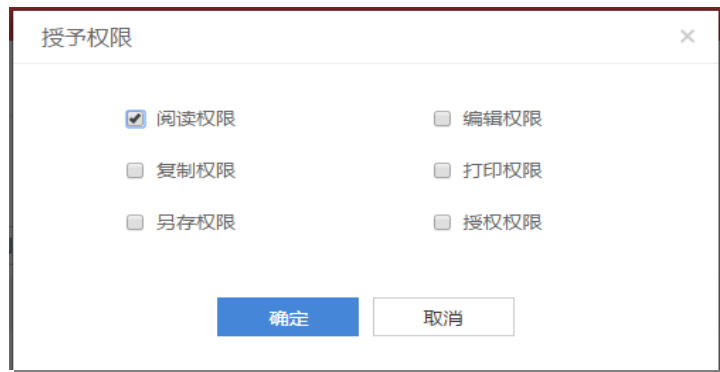 授予权限
阅读权限 编辑权限
复制权限 打印权限
另存权限 授权权限
确定 取消